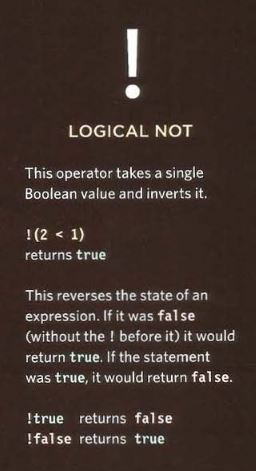 !
LOGICAL NOT
This operator takes a single
Boolean value and inverts it.
!(2 < 1)
returns true
This reverses the state of an
expression. If it was false
(without the ! before it) it would
return true. If the statement
was true, it would return false.
!true returns false
!false returns true